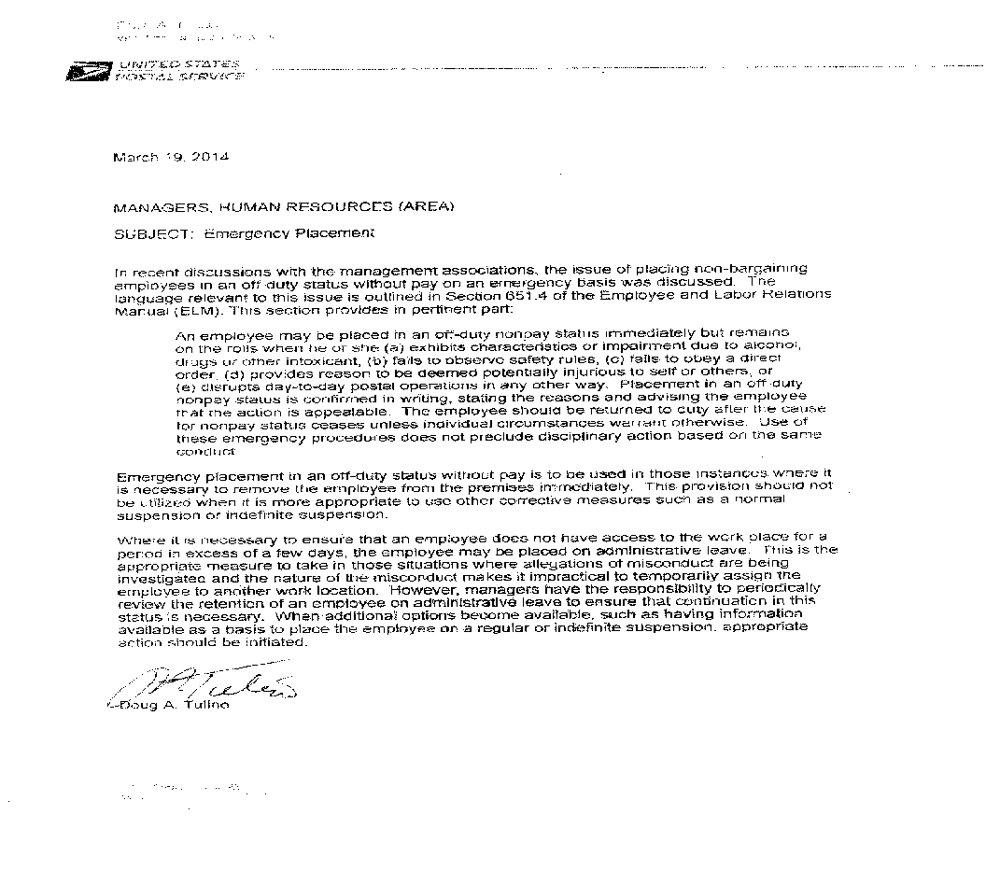 UNITED STATES
POSTAL SERVICE
March 19, 2014
MANAGERS, HUMAN RESOURCES (AREA)
SUBJECT: Emergency Placement
In recent discussions with the management associations, the issue of placing non-bargaining
employees in an off duty status without pay on an emergency basis was discussed. The
language relevant to this issue is outlined in Section 651.4 of the Employee and Labor Relations
Manual (ELM). This section provides in pertinent part:
An employee may be placed in an off-duty nonpay status immediately but remains
on the rolls when he or she (a) exhibits characteristics or impairment due to alcohol,
drugs or other intoxicant, (b) fails to observe safety rules, (c) fails to obey a direct
order, (d) provides reason to be deemed potentially injurious to self or others, or
(e) disrupts day-to-day postal operations in any other way. Placement in an off duty
nonpay status is confirmed in writing, stating the reasons and advising the employee
that the action is appealable. The employee should be returned to duty after the cause
for nonpay status ceases unless individual circumstances warrant otherwise. Use of
these emergency procedures does not preclude disciplinary action based on the same
conduct
Emergency placement in an off-duty status without pay is to be used in those instances where it
is necessary to remove the employee from the premises immediately. This provision should not
be utilized when it is more appropriate to use other corrective measures such as a normal
suspension or indefinite suspension.
Where it is necessary to ensure that an employee does not have access to the work place for a
period in excess of a few days, the employee may be placed on administrative leave. This is the
appropriate measure to take in those situations where allegations of misconduct are being
investigated and the nature of the misconduct makes it impractical to temporarily assign the
employee to another work location. However, managers have the responsibility to periodically
review the retention of an employee on administrative leave to ensure that continuation in this
status is necessary. When additional options become available, such as having information
available as a basis to place the employee on a regular or indefinite suspension, appropriate
action should be initiated.
Doug A. Tulino